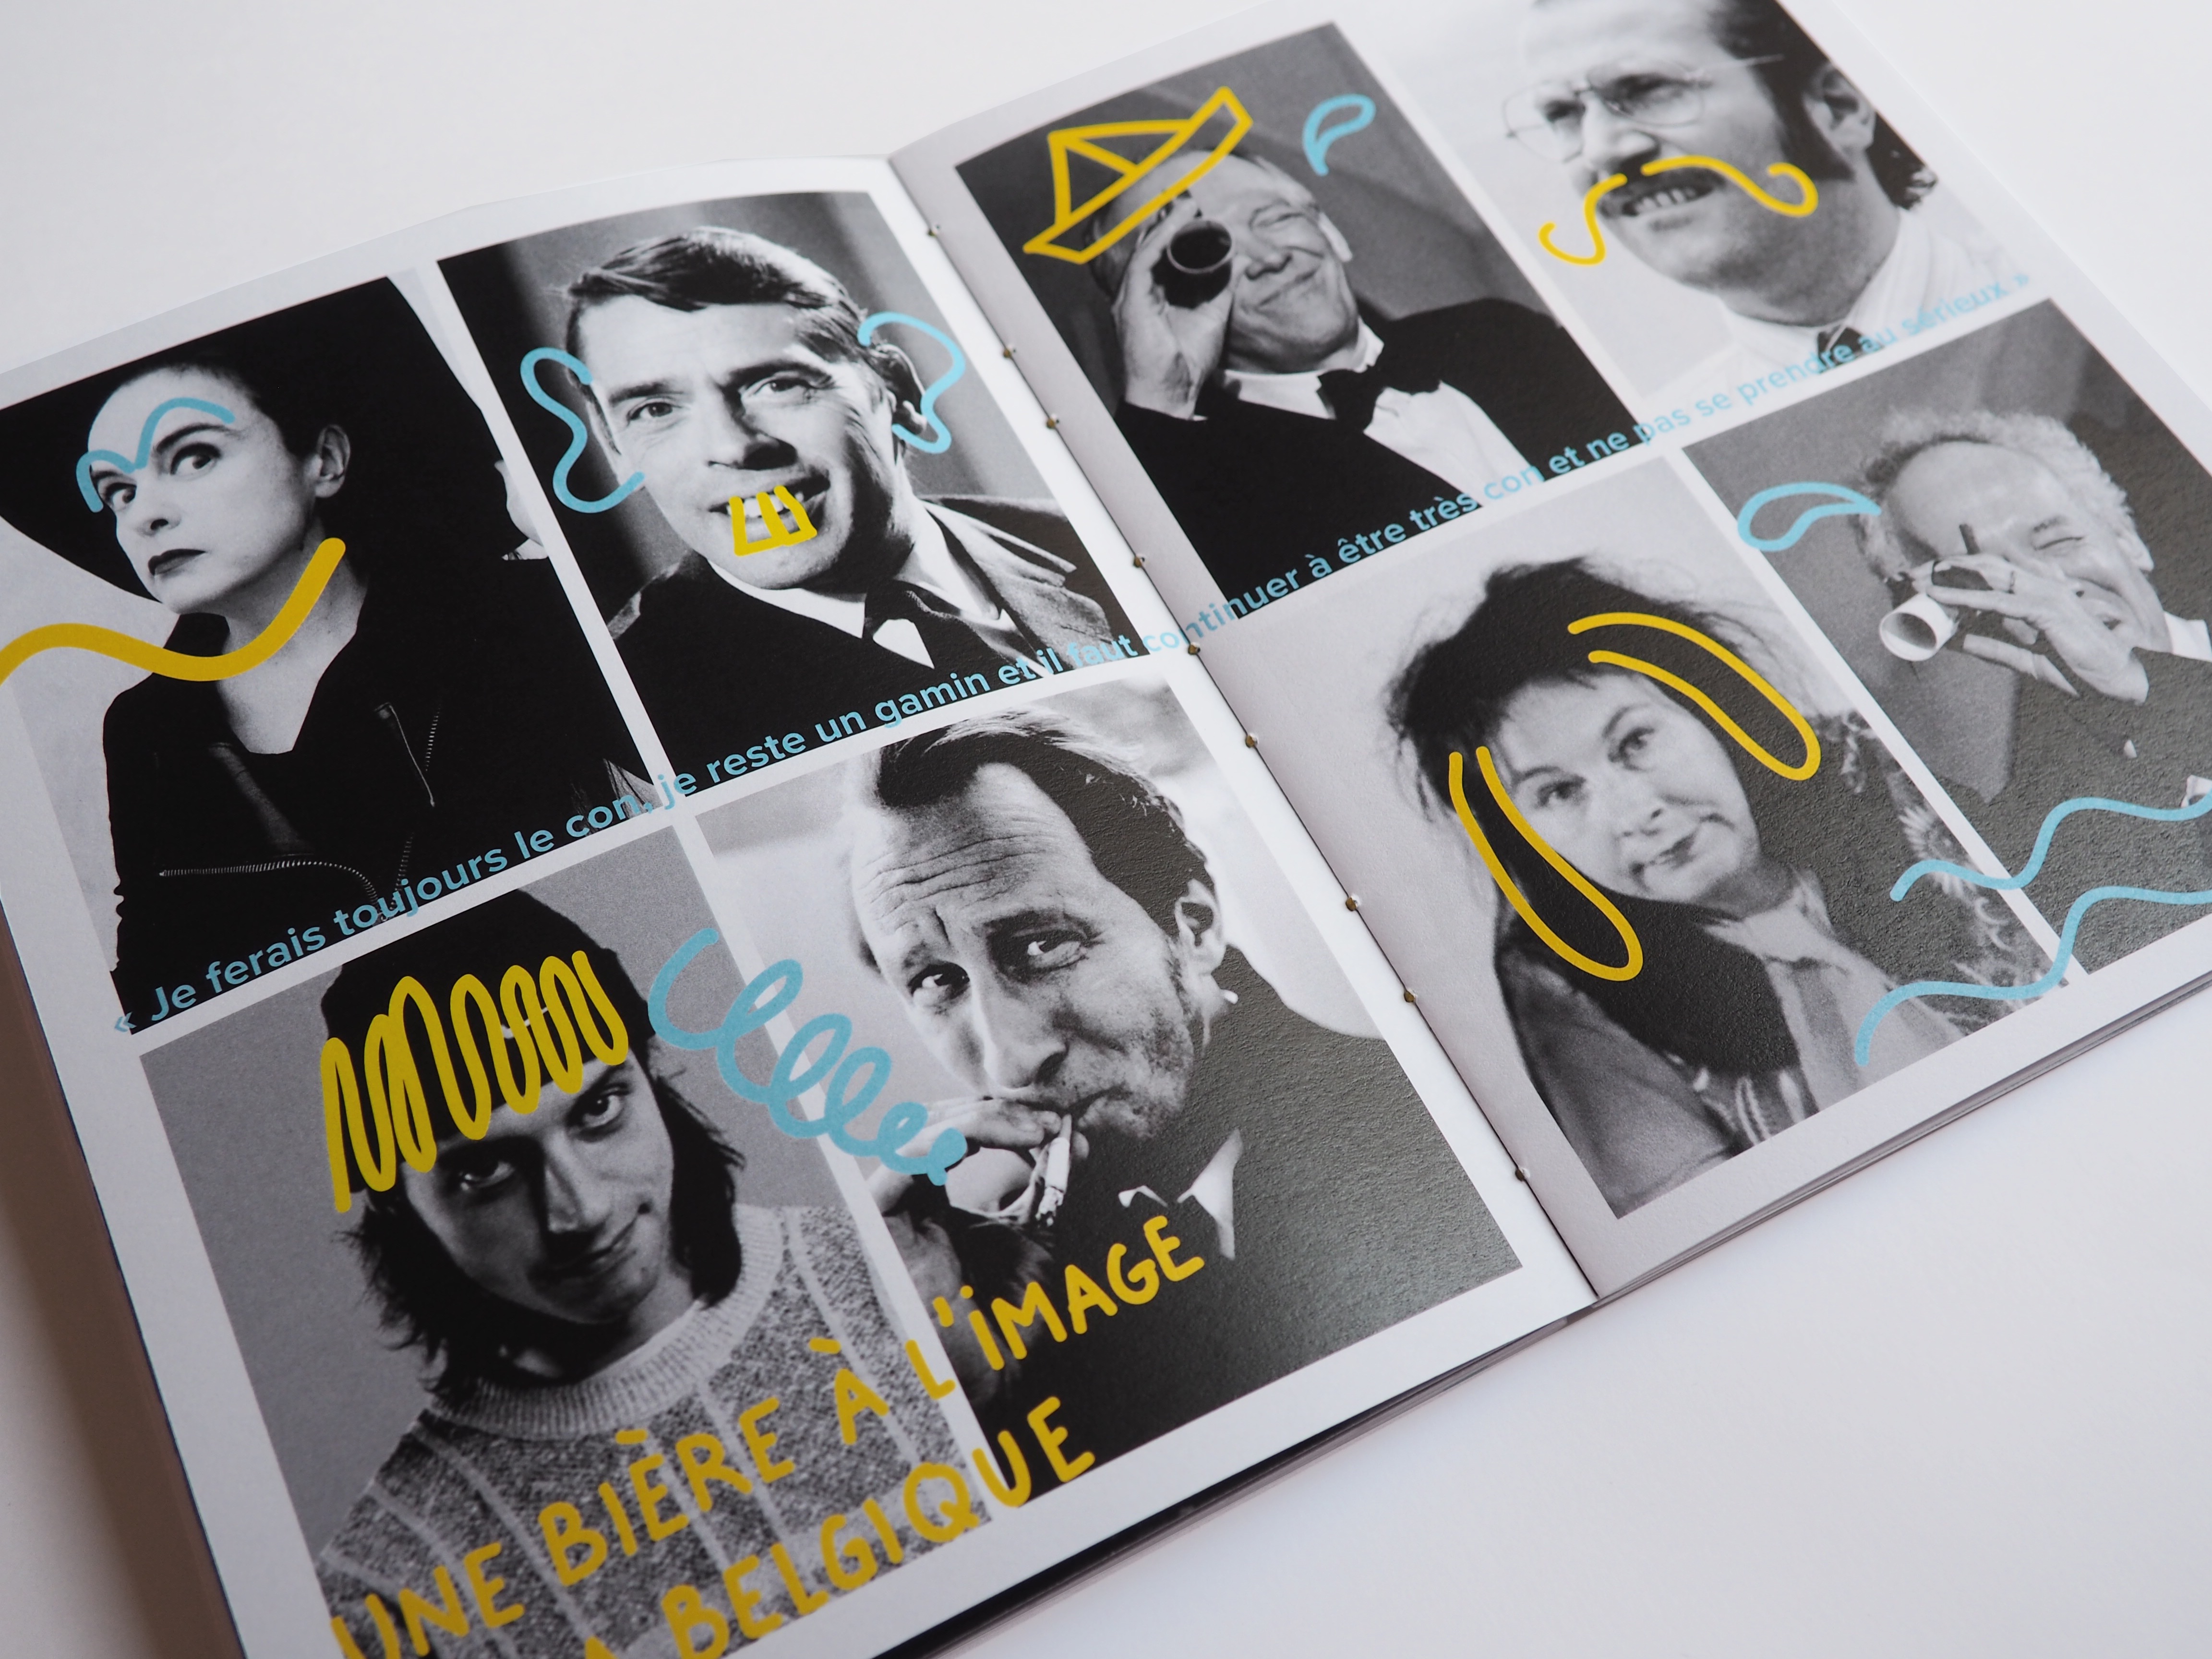 « Je ferais toujours le con, je reste un gamin et il faut continuer à être très con et ne pas se prendre au sérieux »
UNE BIÈRE À L'IMAGE
A BELGIQUE